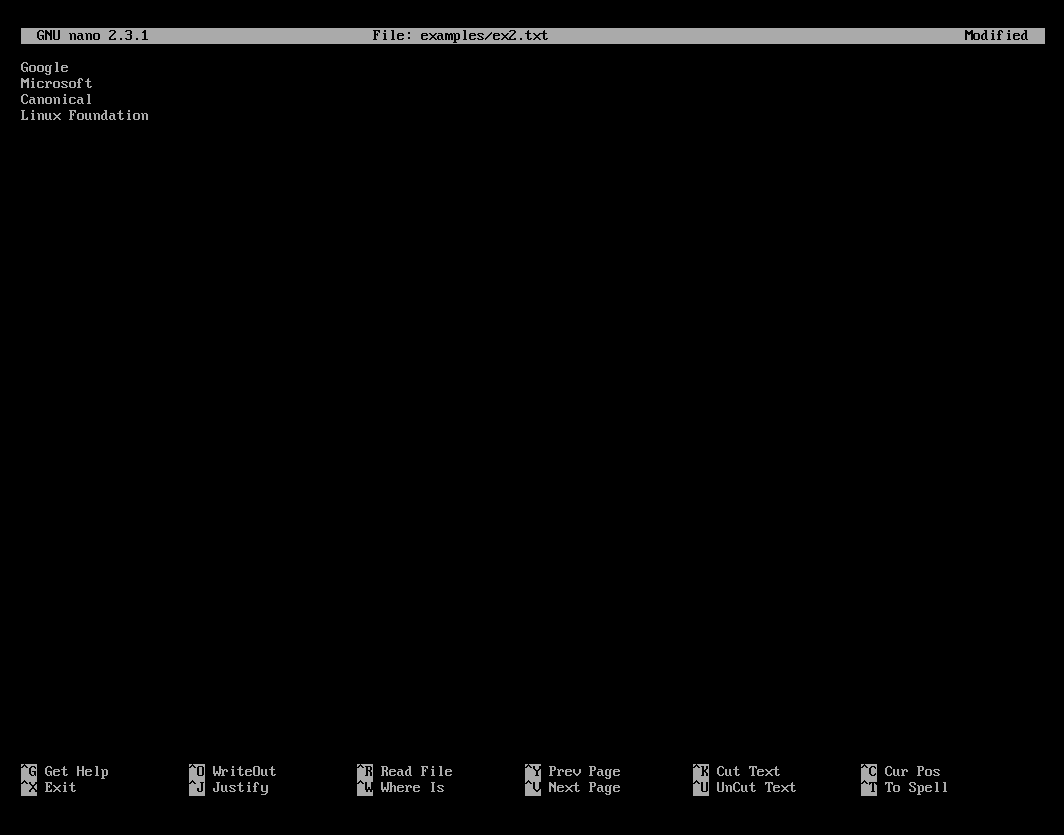 GNU nano 2.3.1 File: examples/ex2.txt Modified
Google
Microsoft
Canonical
Linux Foundation
^G Get Help ^O WriteOut ^R Read File ^Y Prev Page ^K Cut Text ^C Cur Pos
^X Exit ^J Justify ^W Where Is ^V Next Page ^U UnCut Text ^T To Spell